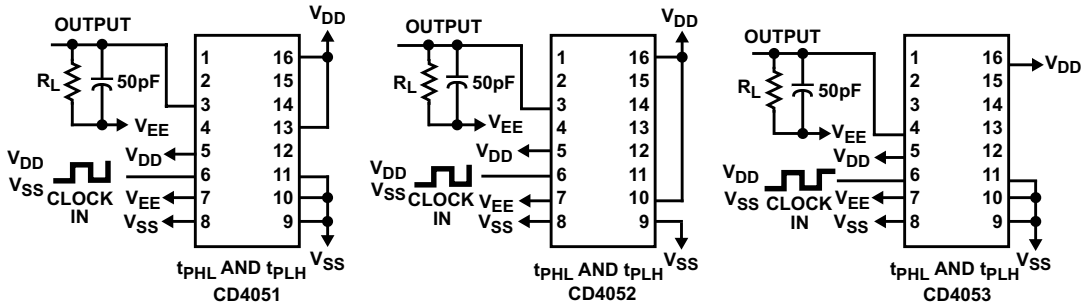 OUTPUT
RL
50pF
VEE
VDD
VDD
VSS
CLOCK
IN
VEE
VSS
1
2
3
4
5
6
7
8
16
15
14
13
12
11
10
9
VDD
VSS
tPHL AND tPLH
CD4051
OUTPUT
RL
50pF
VEE
VDD
VDD
VSS
CLOCK
IN
VEE
VSS
1
2
3
4
5
6
7
8
16
15
14
13
12
11
10
9
VDD
VSS
tPHL AND tPLH
CD4052
OUTPUT
RL
50pF
VEE
VDD
VDD
VSS
CLOCK
IN
VEE
VSS
1
2
3
4
5
6
7
8
16
15
14
13
12
11
10
9
VDD
VSS
tPHL AND tPLH
CD4053